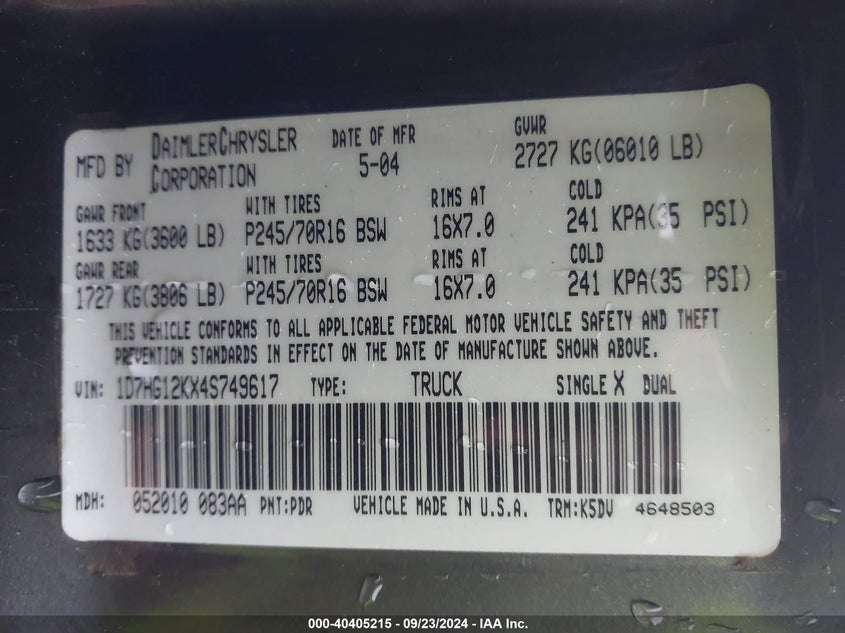 MFD BY DAIMLERCHRYSLER CORPORATION DATE OF MFR 5-04 GVWR 2727 KG(06010 LB)
GAWR FRONT WITH TIRES RIMS AT COLD
1633 KG(3600 LB) P245/70R16 BSW 16X7.0 241 KPA(35 PSI)
GAWR REAR WITH TIRES RIMS AT COLD
1727 KG(3806 LB) P245/70R16 BSW 16X7.0 241 KPA(35 PSI)
THIS VEHICLE CONFORMS TO ALL APPLICABLE FEDERAL MOTOR VEHICLE SAFETY AND THEFT
PREVENTION STANDARDS IN EFFECT ON THE DATE OF MANUFACTURE SHOWN ABOVE.
VIN: 1D7HG12KX4S749617 TYPE: TRUCK SINGLE X DUAL
MDH: 052010 083AA PNT:PDR VEHICLE MADE IN U.S.A. TRM:K5DV 4648503
000-40405215 - 09/23/2024 - IAA Inc.